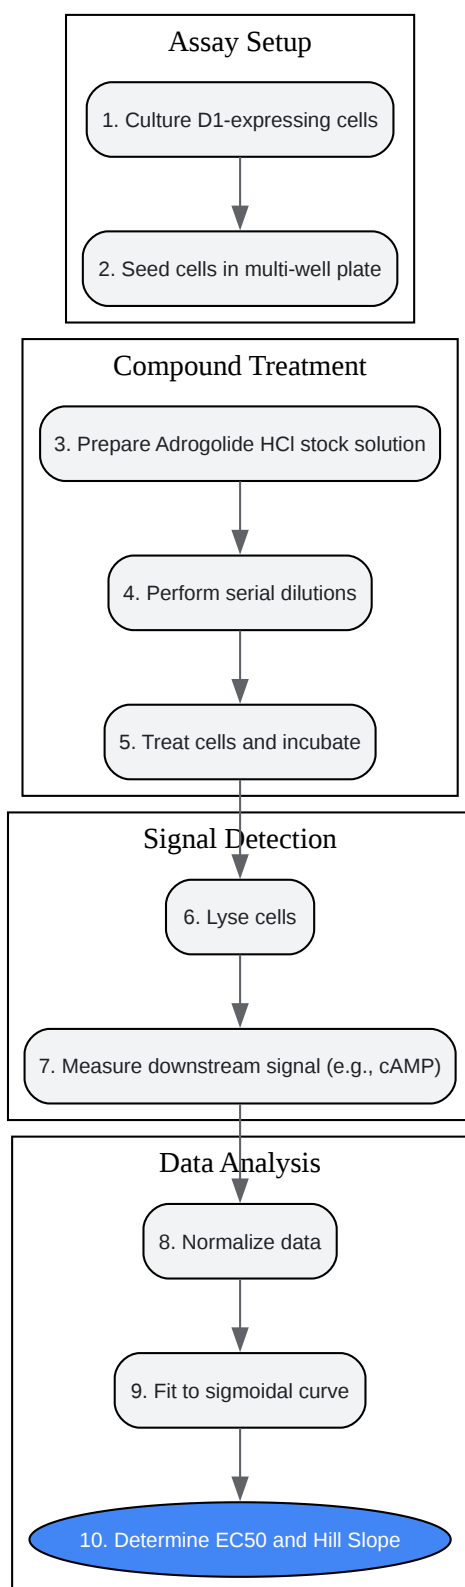 Assay Setup
1. Culture D1-expressing cells
2. Seed cells in multi-well plate
Compound Treatment
3. Prepare Adrogolide HCl stock solution
4. Perform serial dilutions
5. Treat cells and incubate
Signal Detection
6. Lyse cells
7. Measure downstream signal (e.g., cAMP)
Data Analysis
8. Normalize data
9. Fit to sigmoidal curve
10. Determine EC50 and Hill Slope